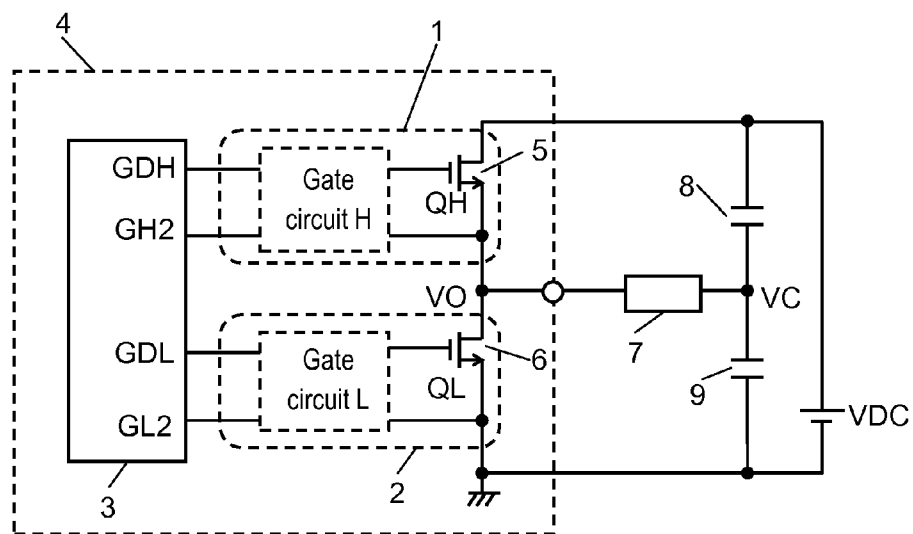 4
1
GDH
Gate
circuit H
5
QH
GH2
8
VO
VC
7
GDL
Gate
circuit L
6
QL
9
GL2
VDC
3
2